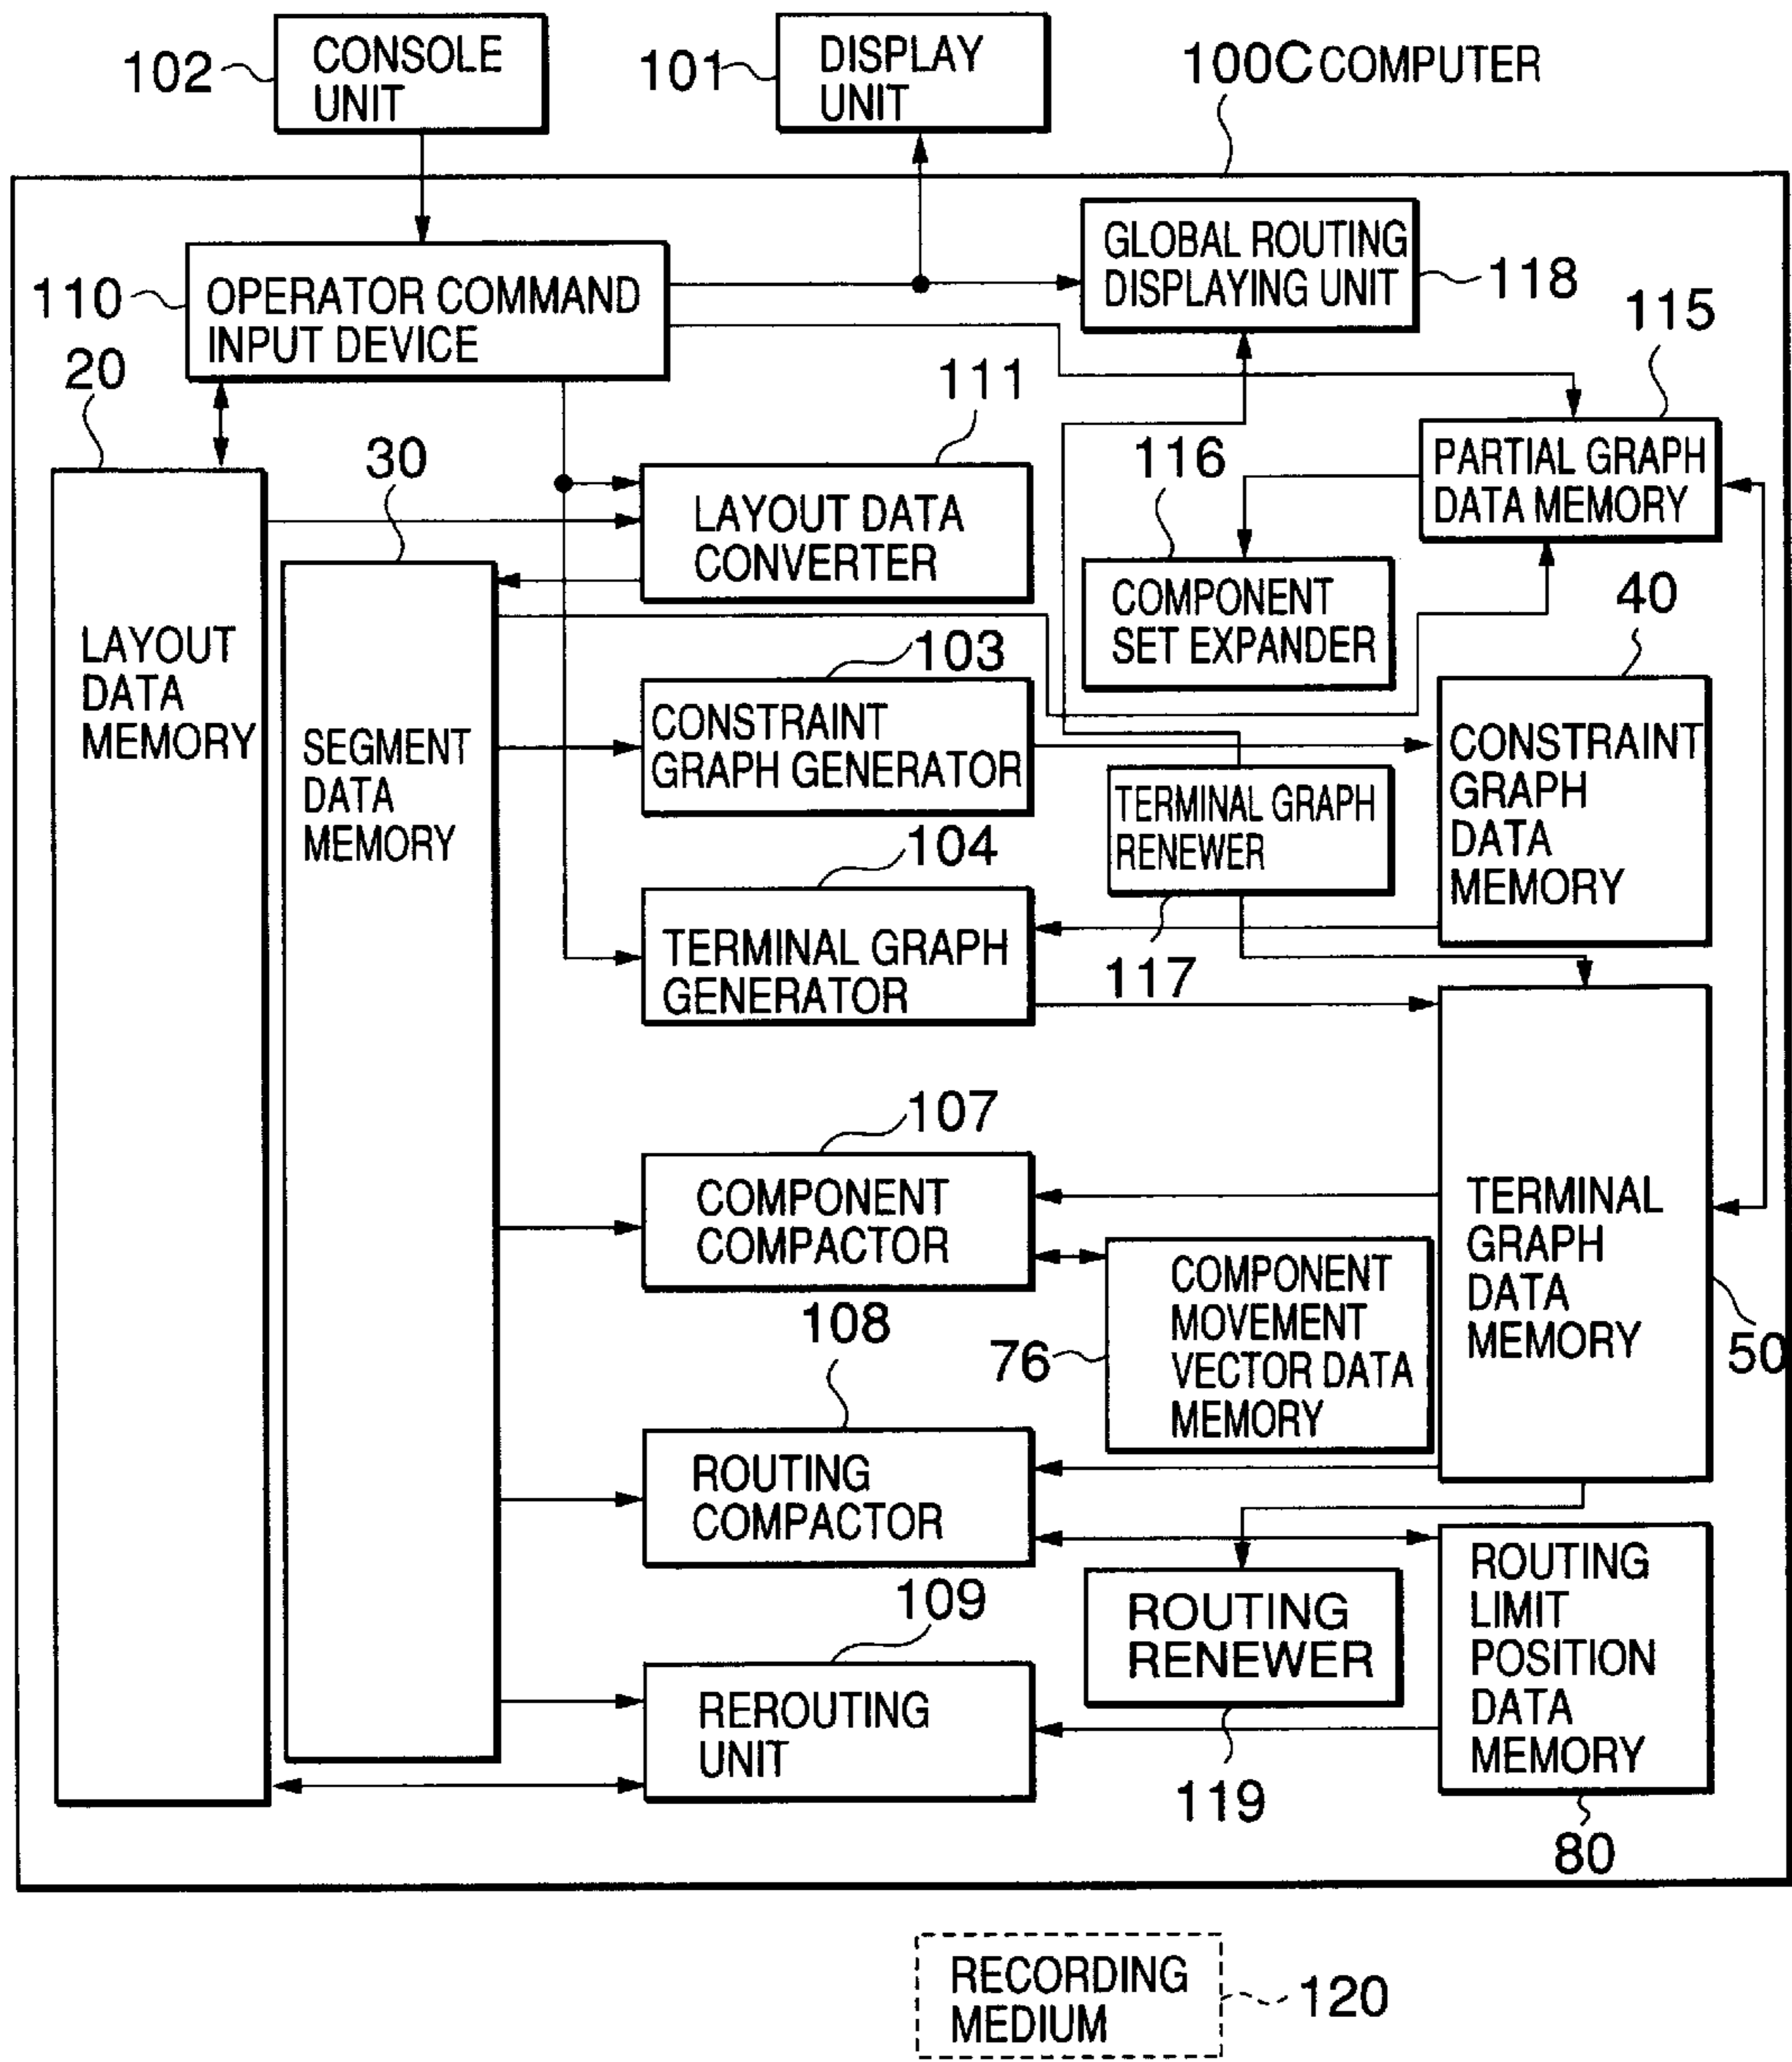 102
CONSOLE
UNIT
101
DISPLAY
UNIT
100C COMPUTER
110
OPERATOR COMMAND
INPUT DEVICE
GLOBAL ROUTING
DISPLAYING UNIT
118
115
20
30
111
116
PARTIAL GRAPH
DATA MEMORY
LAYOUT
DATA
MEMORY
LAYOUT DATA
CONVERTER
COMPONENT
SET EXPANDER
40
SEGMENT
DATA
MEMORY
103
CONSTRAINT
GRAPH GENERATOR
CONSTRAINT
GRAPH
DATA
MEMORY
TERMINAL GRAPH
RENEWER
117
104
TERMINAL GRAPH
GENERATOR
107
COMPONENT
COMPACTOR
TERMINAL
GRAPH
DATA
MEMORY
50
76
COMPONENT
MOVEMENT
VECTOR DATA
MEMORY
108
ROUTING
COMPACTOR
109
ROUTING
RENEWER
119
ROUTING
LIMIT
POSITION
DATA
MEMORY
80
REROUTING
UNIT
RECORDING
MEDIUM
120